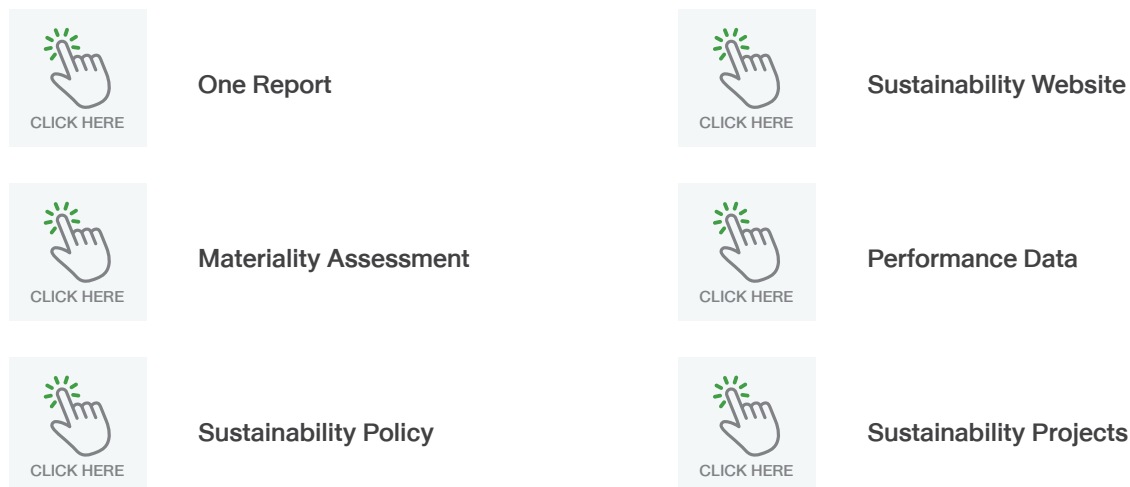 One Report
CLICK HERE
Sustainability Website
CLICK HERE
Materiality Assessment
CLICK HERE
Performance Data
CLICK HERE
Sustainability Policy
CLICK HERE
Sustainability Projects
CLICK HERE